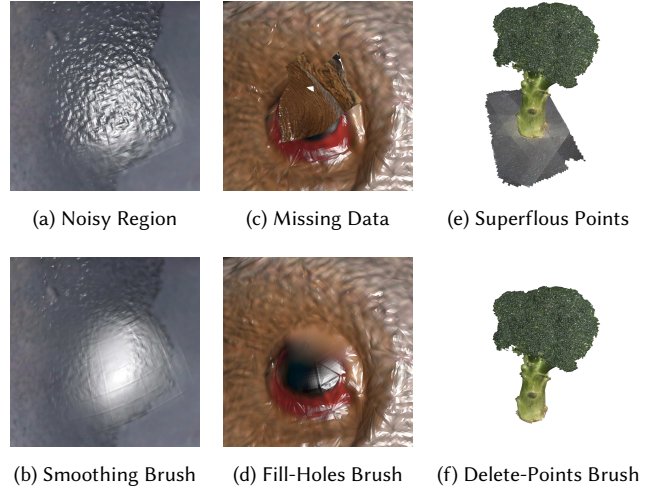 (a) Noisy Region
(c) Missing Data
(e) Superflous Points
(b) Smoothing Brush
(d) Fill-Holes Brush
(f) Delete-Points Brush